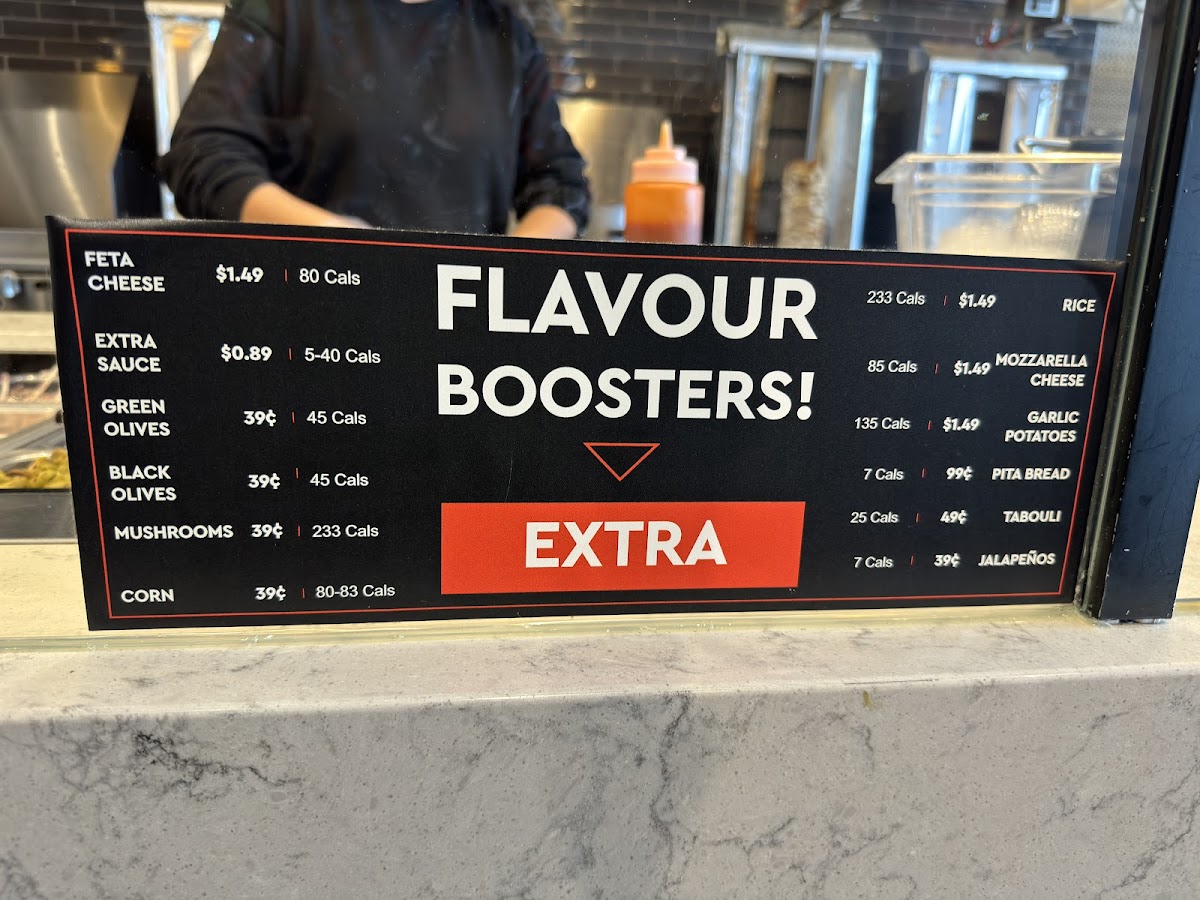 FETA
CHEESE $1.49 | 80 Cals
EXTRA
SAUCE $0.89 | 5-40 Cals
GREEN
OLIVES 39¢ | 45 Cals
BLACK
OLIVES 39¢ | 45 Cals
MUSHROOMS 39¢ | 233 Cals
CORN 39¢ | 80-83 Cals
FLAVOUR
BOOSTERS!
EXTRA
233 Cals | $1.49 RICE
85 Cals | $1.49 MOZZARELLA
CHEESE
135 Cals | $1.49 GARLIC
POTATOES
7 Cals | 99¢ PITA BREAD
25 Cals | 49¢ TABOULI
7 Cals | 39¢ JALAPEÑOS